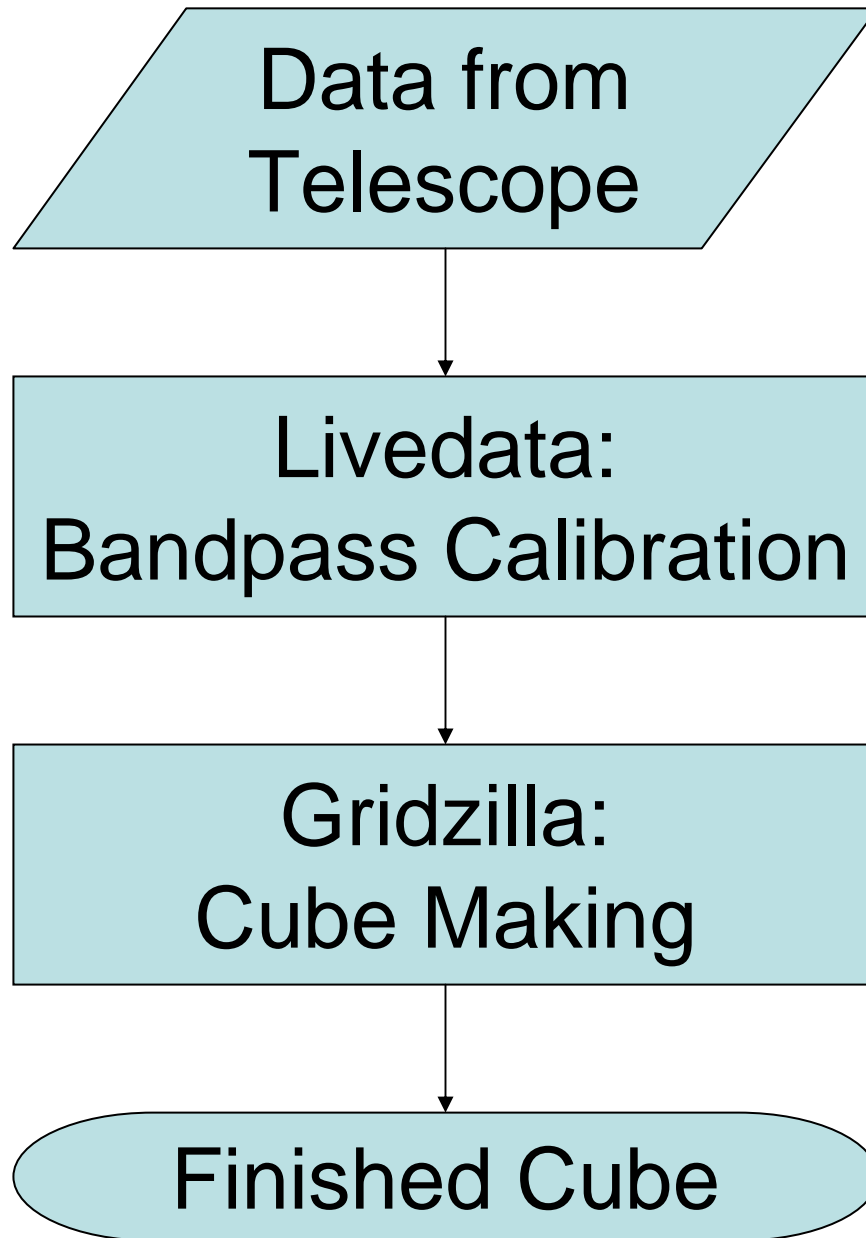 Data from
Telescope
Livedata:
Bandpass Calibration
Gridzilla:
Cube Making
Finished Cube